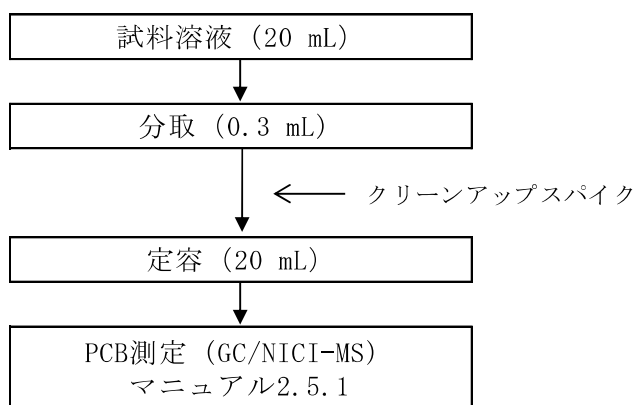 試料溶液 (20 mL)
分取 (0.3 mL)
クリーンアップスパイク
定容 (20 mL)
PCB測定 (GC/NICI-MS)
マニュアル2.5.1